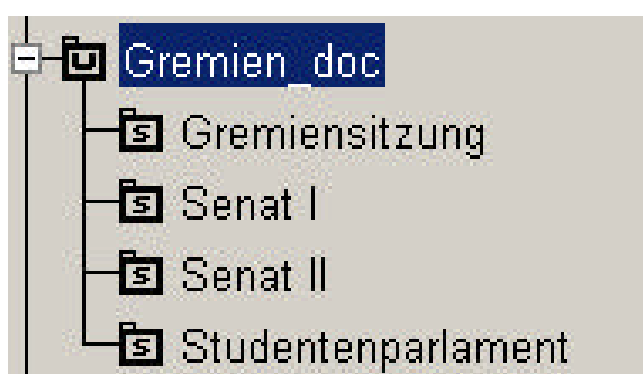 U Gremien_doc
S Gremiensitzung
S Senat I
S Senat II
S Studentenparlament